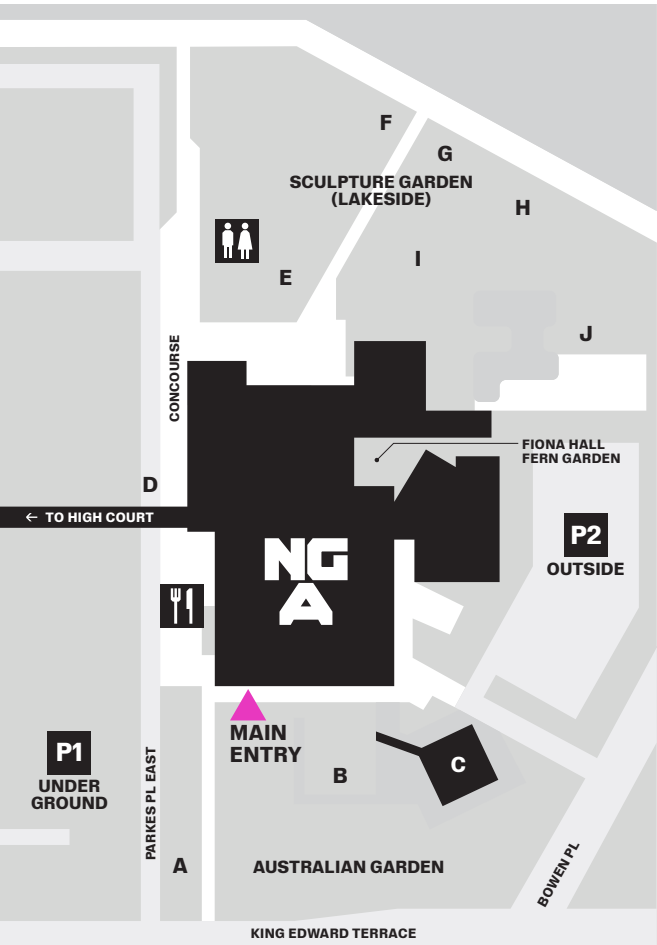 F
G
SCULPTURE GARDEN
(LAKESIDE)
H
I
E
J
CONCOURSE
FIONA HALL
FERN GARDEN
D
← TO HIGH COURT
P2
OUTSIDE
NG
A
MAIN
ENTRY
P1
UNDER
GROUND
PARKES PL EAST
B
C
A
AUSTRALIAN GARDEN
BOWEN PL
KING EDWARD TERRACE